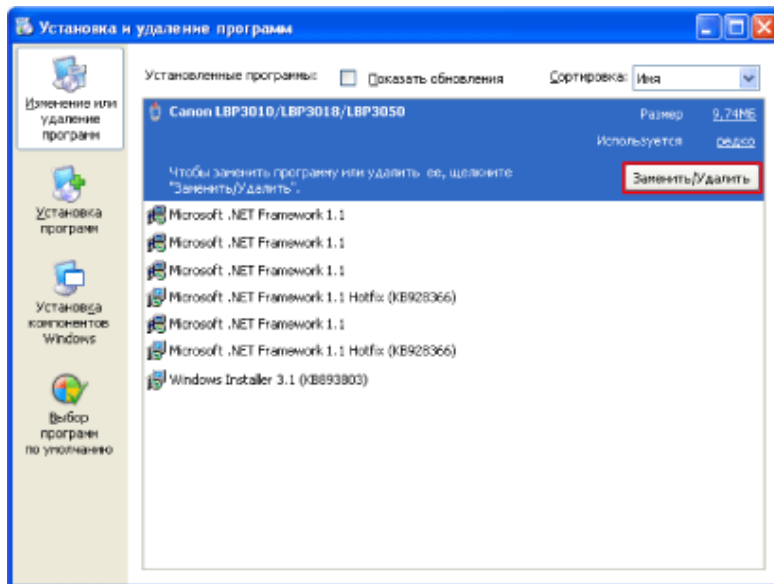 Установка и удаление программ
Изменение или
удаление
программ
Установка
программ
Установка
компонентов
Windows
Выбор
программ
по умолчанию
Установленные программы:
Показать обновления
Сортировка: Имя
Canon LBP3010/LBP3018/LBP3050
Размер 9,74МБ
Используется редко
Чтобы заменить программу или удалить ее, щелкните
"Заменить/Удалить".
Заменить/Удалить
Microsoft .NET Framework 1.1
Microsoft .NET Framework 1.1
Microsoft .NET Framework 1.1
Microsoft .NET Framework 1.1 Hotfix (KB928366)
Microsoft .NET Framework 1.1
Microsoft .NET Framework 1.1 Hotfix (KB928366)
Windows Installer 3.1 (KB893803)